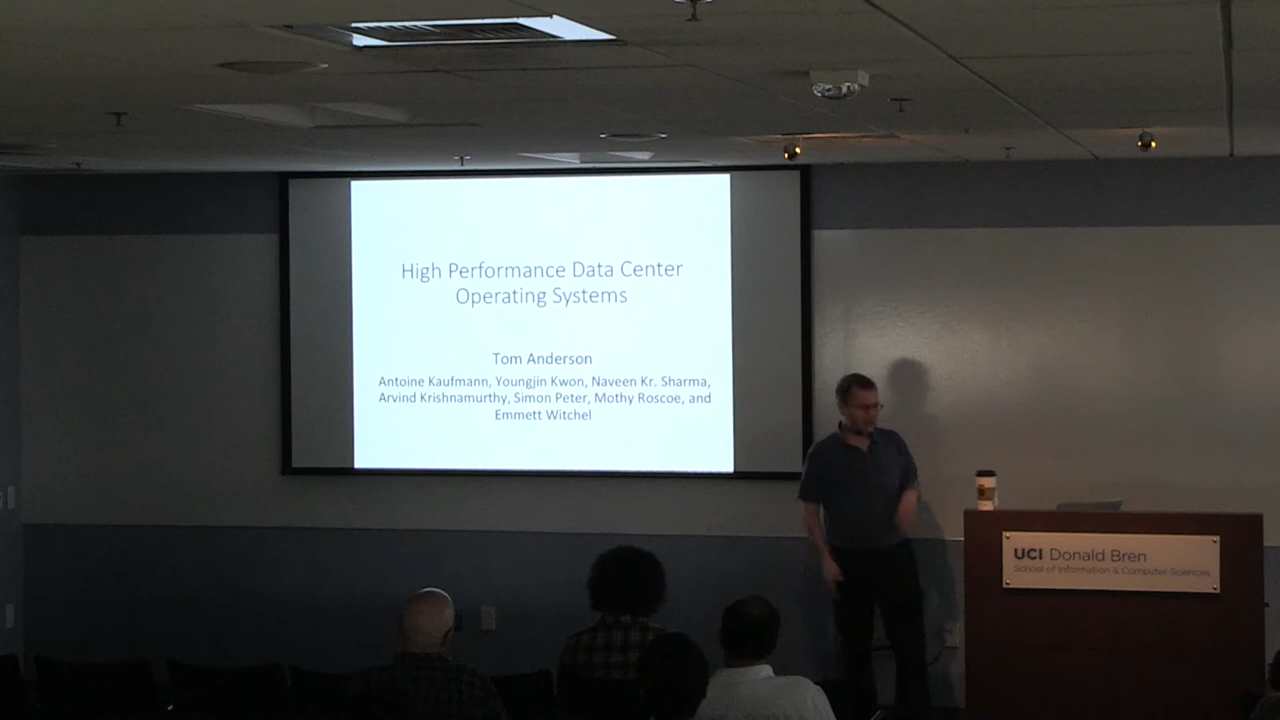 High Performance Data Center
Operating Systems
Tom Anderson
Antoine Kaufmann, Youngjin Kwon, Naveen Kr. Sharma,
Arvind Krishnamurthy, Simon Peter, Mothy Roscoe, and
Emmett Witchel
UCI Donald Bren
School of Information & Computer Sciences